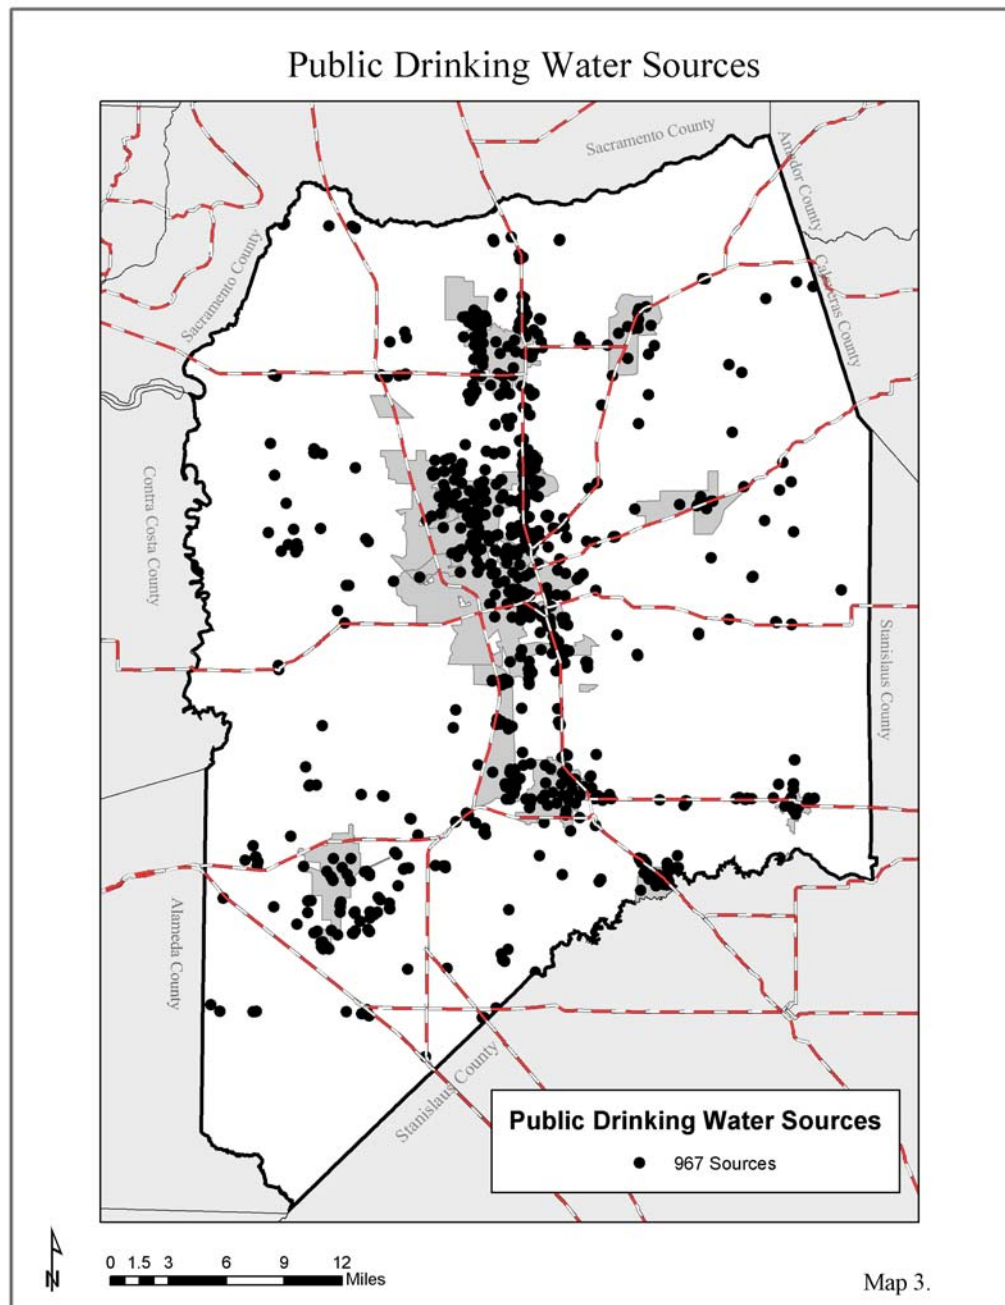 Public Drinking Water Sources
Sacramento County
Amador County
Sacramento County
Calaveras County
Contra Costa County
Stanislaus County
Alameda County
Stanislaus County
Public Drinking Water Sources
967 Sources
N
0 1.5 3 6 9 12
Miles
Map 3.